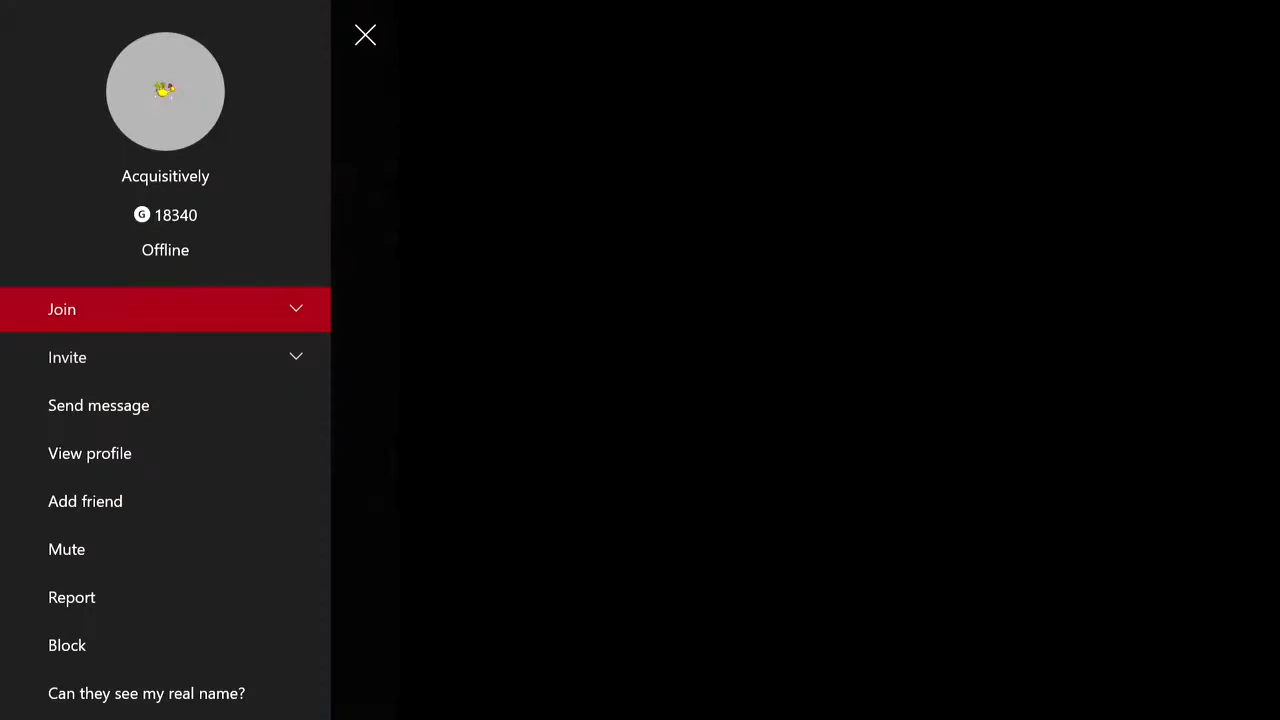 Acquisitively
G 18340
Offline
Join
Invite
Send message
View profile
Add friend
Mute
Report
Block
Can they see my real name?